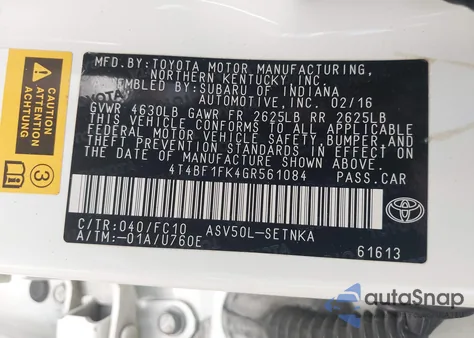 MFD. BY: TOYOTA MOTOR MANUFACTURING,
NORTHERN KENTUCKY, INC.
ASSEMBLED BY: SUBARU OF INDIANA
AUTOMOTIVE, INC. 02/16
GVWR 4630LB GAWR FR 2625LB RR 2625LB
THIS VEHICLE CONFORMS TO ALL APPLICABLE
FEDERAL MOTOR VEHICLE SAFETY, BUMPER, AND
THEFT PREVENTION STANDARDS IN EFFECT ON
THE DATE OF MANUFACTURE SHOWN ABOVE.
4T4BF1FK4GR561084 PASS.CAR
C/TR: 040/FC10 ASV50L-SETNKA
A/TM: -01A/U760E 61613
TOYOTA
CAUTION
3
autoSnap